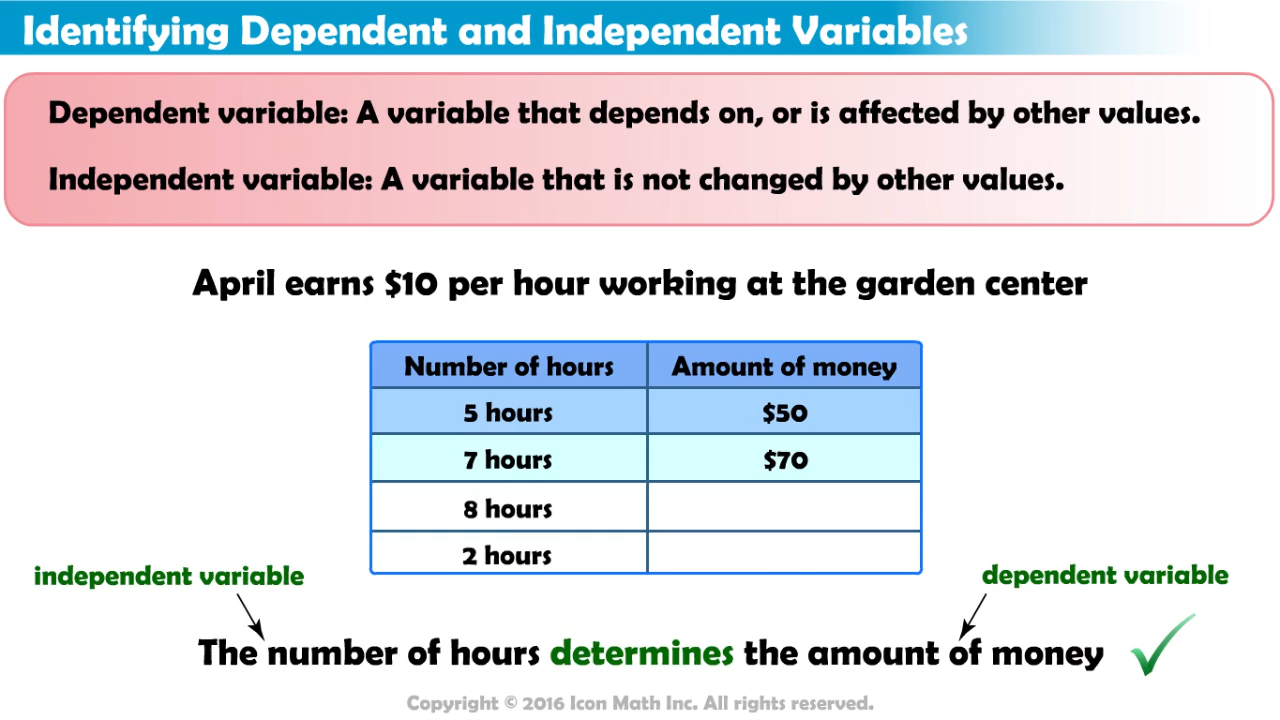 Identifying Dependent and Independent Variables
Dependent variable: A variable that depends on, or is affected by other values.
Independent variable: A variable that is not changed by other values.
April earns $10 per hour working at the garden center
Number of hours Amount of money
5 hours $50
7 hours $70
8 hours
2 hours
independent variable
dependent variable
The number of hours determines the amount of money
Copyright © 2016 Icon Math Inc. All rights reserved.